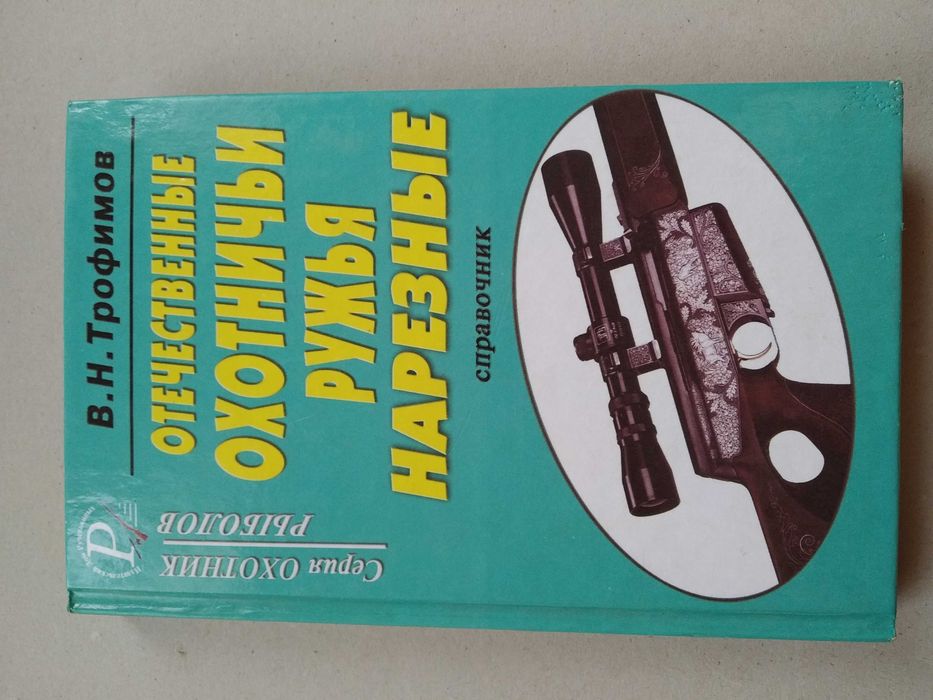 В.Н.Трофимов
Серия ОХОТНИК
РЫБОЛОВ
ОТЕЧЕСТВЕННЫЕ
ОХОТНИЧЬИ
РУЖЬЯ
НАРЕЗНЫЕ
справочник
Р